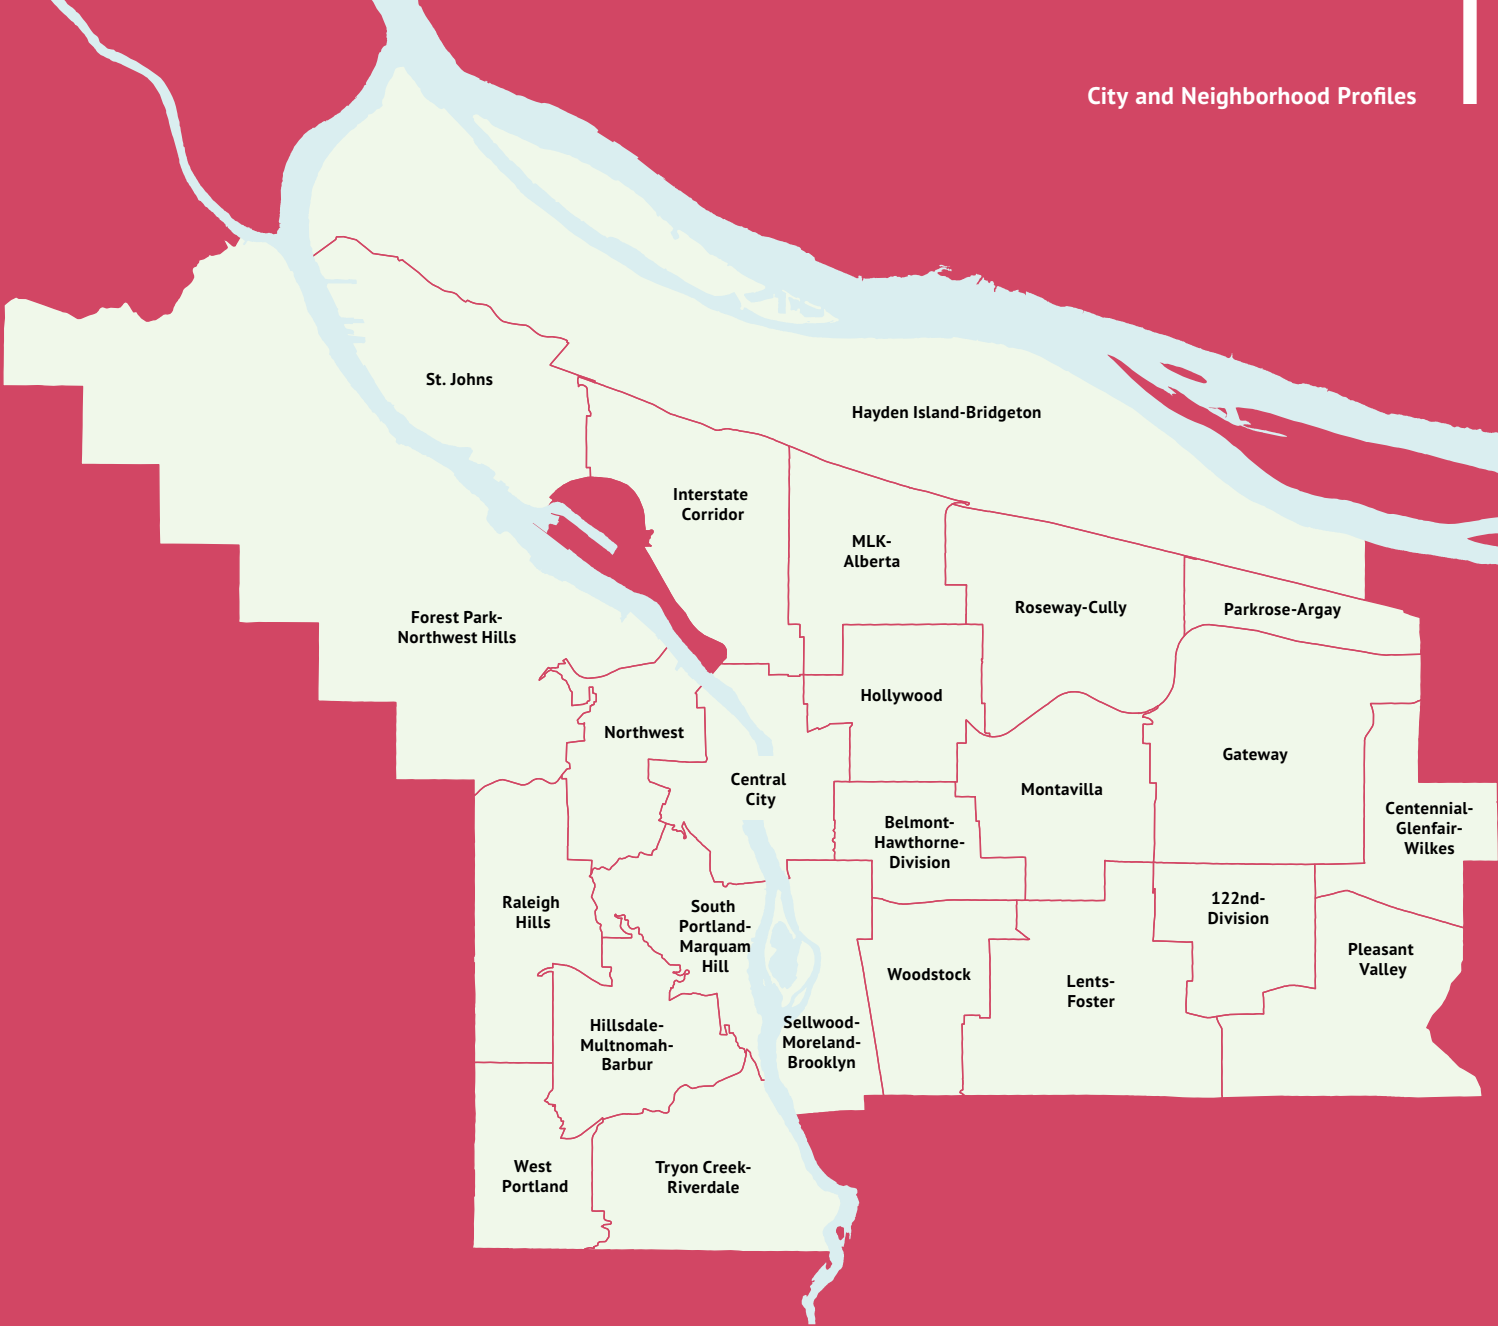 City and Neighborhood Profiles
St. Johns
Hayden Island-Bridgeton
Interstate
Corridor
MLK-
Alberta
Roseway-Cully
Parkrose-Argay
Forest Park-
Northwest Hills
Hollywood
Northwest
Gateway
Central
City
Montavilla
Centennial-
Glenfair-
Wilkes
Belmont-
Hawthorne-
Division
Raleigh
Hills
South
Portland-
Marquam
Hill
122nd-
Division
Pleasant
Valley
Woodstock
Lents-
Foster
Hillsdale-
Multnomah-
Barbur
Sellwood-
Moreland-
Brooklyn
West
Portland
Tryon Creek-
Riverdale